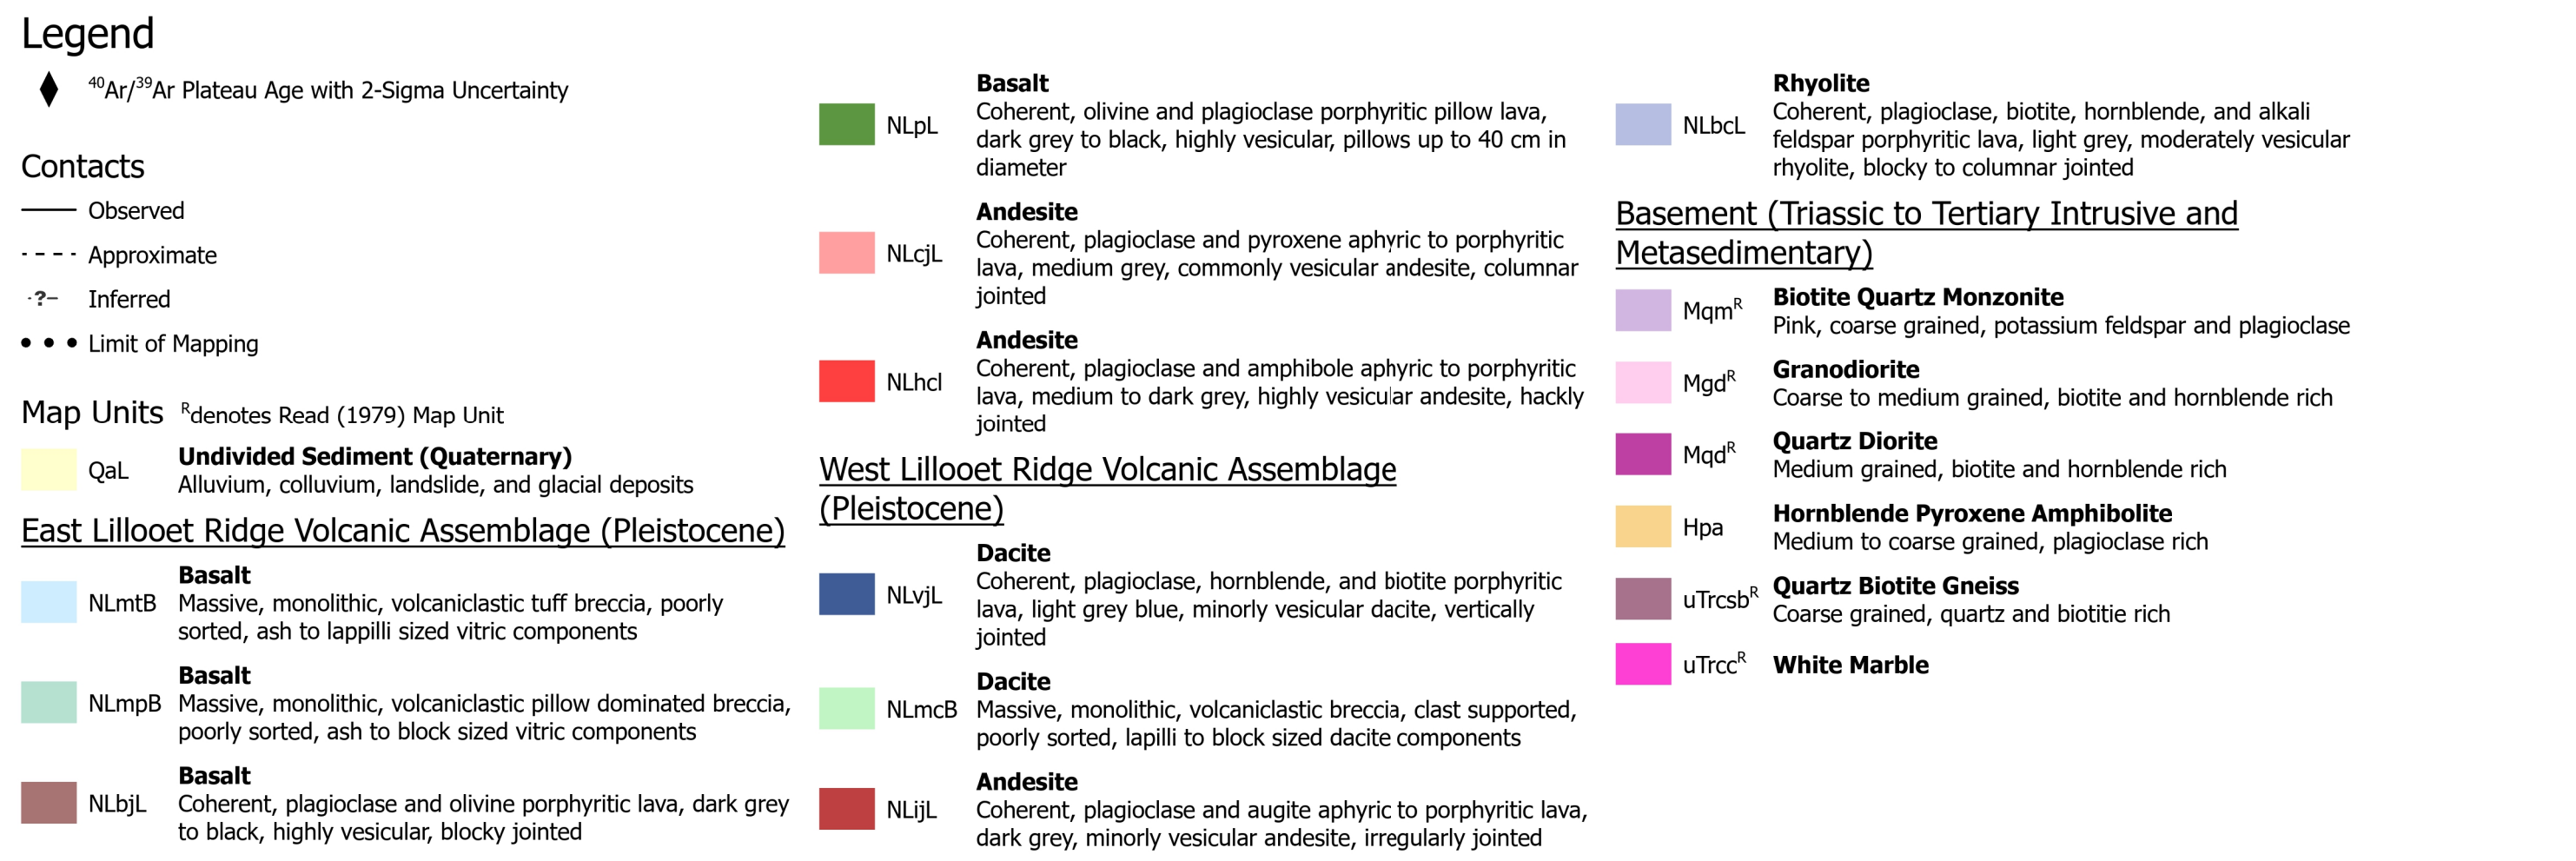 Legend
40Ar/39Ar Plateau Age with 2-Sigma Uncertainty
Contacts
Observed
Approximate
-?- Inferred
Limit of Mapping
Map Units Rdenotes Read (1979) Map Unit
QaL Undivided Sediment (Quaternary)
Alluvium, colluvium, landslide, and glacial deposits
East Lillooet Ridge Volcanic Assemblage (Pleistocene)
Basalt
NLmtB Massive, monolithic, volcaniclastic tuff breccia, poorly
sorted, ash to lappilli sized vitric components
Basalt
NLmpB Massive, monolithic, volcaniclastic pillow dominated breccia,
poorly sorted, ash to block sized vitric components
Basalt
NLbjL Coherent, plagioclase and olivine porphyritic lava, dark grey
to black, highly vesicular, blocky jointed
Basalt
NLpL Coherent, olivine and plagioclase porphyritic pillow lava,
dark grey to black, highly vesicular, pillows up to 40 cm in
diameter
Andesite
NLcjL Coherent, plagioclase and pyroxene aphyric to porphyritic
lava, medium grey, commonly vesicular andesite, columnar
jointed
Andesite
NLhcl Coherent, plagioclase and amphibole aphyric to porphyritic
lava, medium to dark grey, highly vesicular andesite, hackly
jointed
West Lillooet Ridge Volcanic Assemblage
(Pleistocene)
Dacite
NLvjL Coherent, plagioclase, hornblende, and biotite porphyritic
lava, light grey blue, minorly vesicular dacite, vertically
jointed
Dacite
NLmcB Massive, monolithic, volcaniclastic breccia, clast supported,
poorly sorted, lapilli to block sized dacite components
Andesite
NLijL Coherent, plagioclase and augite aphyric to porphyritic lava,
dark grey, minorly vesicular andesite, irregularly jointed
Rhyolite
NLbcL Coherent, plagioclase, biotite, hornblende, and alkali
feldspar porphyritic lava, light grey, moderately vesicular
rhyolite, blocky to columnar jointed
Basement (Triassic to Tertiary Intrusive and
Metasedimentary)
MqmR Biotite Quartz Monzonite
Pink, coarse grained, potassium feldspar and plagioclase
MgdR Granodiorite
Coarse to medium grained, biotite and hornblende rich
MqdR Quartz Diorite
Medium grained, biotite and hornblende rich
Hpa Hornblende Pyroxene Amphibolite
Medium to coarse grained, plagioclase rich
uTrcsbR Quartz Biotite Gneiss
Coarse grained, quartz and biotitie rich
uTrccR White Marble